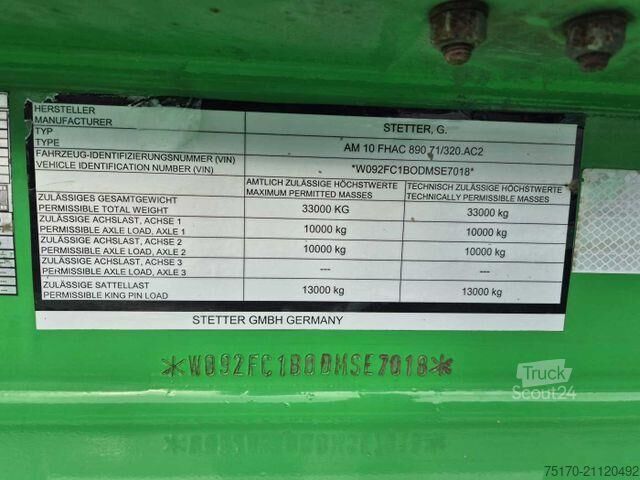 HERSTELLER
MANUFACTURER STETTER, G.
TYP
TYPE AM 10 FHAC 890 71/320.AC2
FAHRZEUG-IDENTIFIZIERUNGSNUMMER (VIN)
VEHICLE IDENTIFICATION NUMBER (VIN) *W092FC1BODMSE7018*
AMTLICH ZULÄSSIGE HÖCHSTWERTE TECHNISCH ZULÄSSIGE HÖCHSTWERTE
MAXIMUM PERMITTED MASSES TECHNICALLY PERMISSIBLE MASSES
ZULÄSSIGES GESAMTGEWICHT
PERMISSIBLE TOTAL WEIGHT 33000 KG 33000 kg
ZULÄSSIGE ACHSLAST, ACHSE 1
PERMISSIBLE AXLE LOAD, AXLE 1 10000 kg 10000 kg
ZULÄSSIGE ACHSLAST, ACHSE 2
PERMISSIBLE AXLE LOAD, AXLE 2 10000 kg 10000 kg
ZULÄSSIGE ACHSLAST, ACHSE 3
PERMISSIBLE AXLE LOAD, AXLE 3 --- ---
ZULÄSSIGE SATTELLAST
PERMISSIBLE KING PIN LOAD 13000 kg 13000 kg
STETTER GMBH GERMANY
*W092FC1B0DMSE7018*
Truck
Scout24
75170-21120492